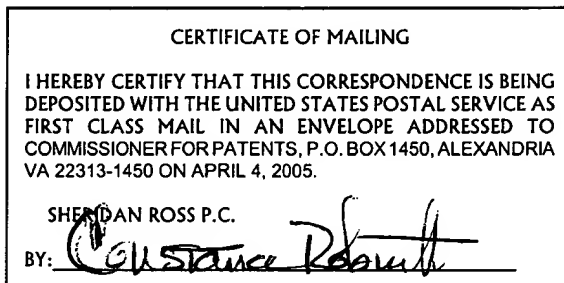 CERTIFICATE OF MAILING
I HEREBY CERTIFY THAT THIS CORRESPONDENCE IS BEING
DEPOSITED WITH THE UNITED STATES POSTAL SERVICE AS
FIRST CLASS MAIL IN AN ENVELOPE ADDRESSED TO
COMMISSIONER FOR PATENTS, P.O. BOX 1450, ALEXANDRIA
VA 22313-1450 ON APRIL 4, 2005.
SHERIDAN ROSS P.C.
BY: Constance